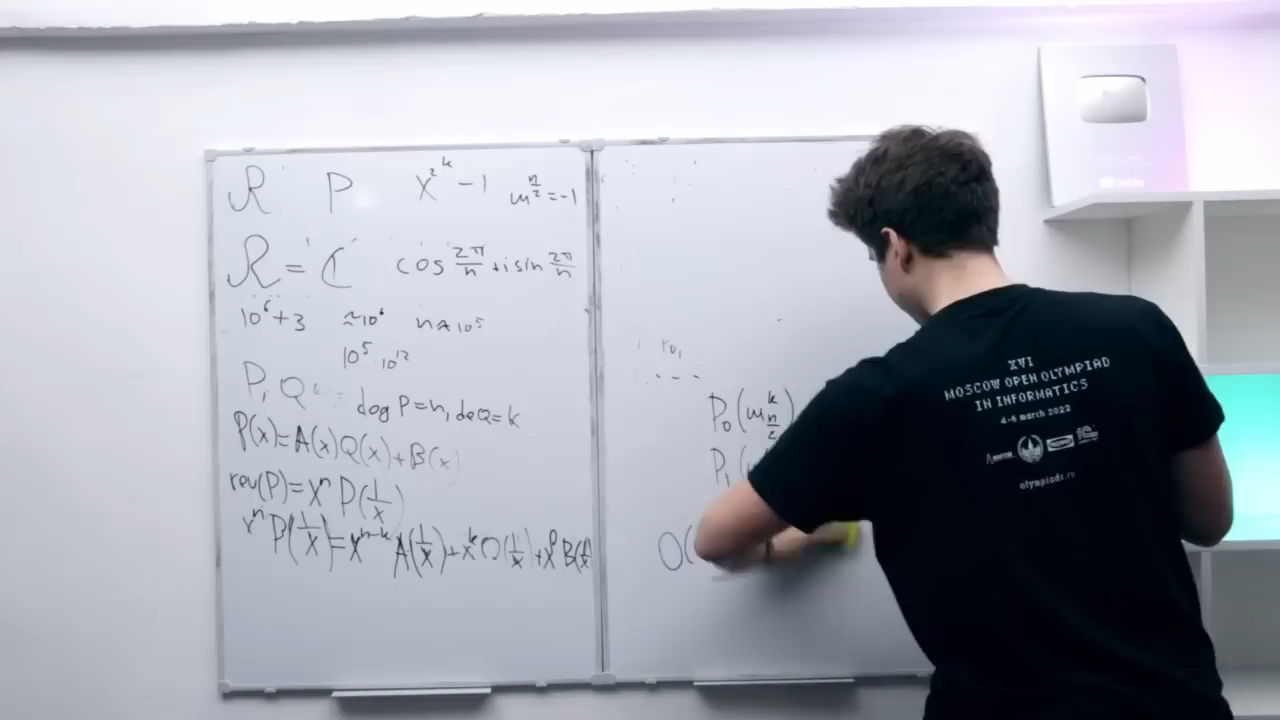 R P x^{2^k} - 1 w^{n/2} = -1
R = C cos 2π/n + i sin 2π/n
10^6+3 ≈10^6 n≈10^5
10^5 · 10^12
P, Q deg P=n, deg Q=k
P(x)=A(x)Q(x)+B(x)
rev(P)=x^n P(1/x)
x^n P(1/x)=x^{n-k} A(1/x)+x^k Q(1/x)+x^0 B(1/x)
P_0(w^k_{n/2})
P_1(
O(
XVI
MOSCOW OPEN OLYMPIAD
IN INFORMATICS
4-6 march 2022
olympiads.ru